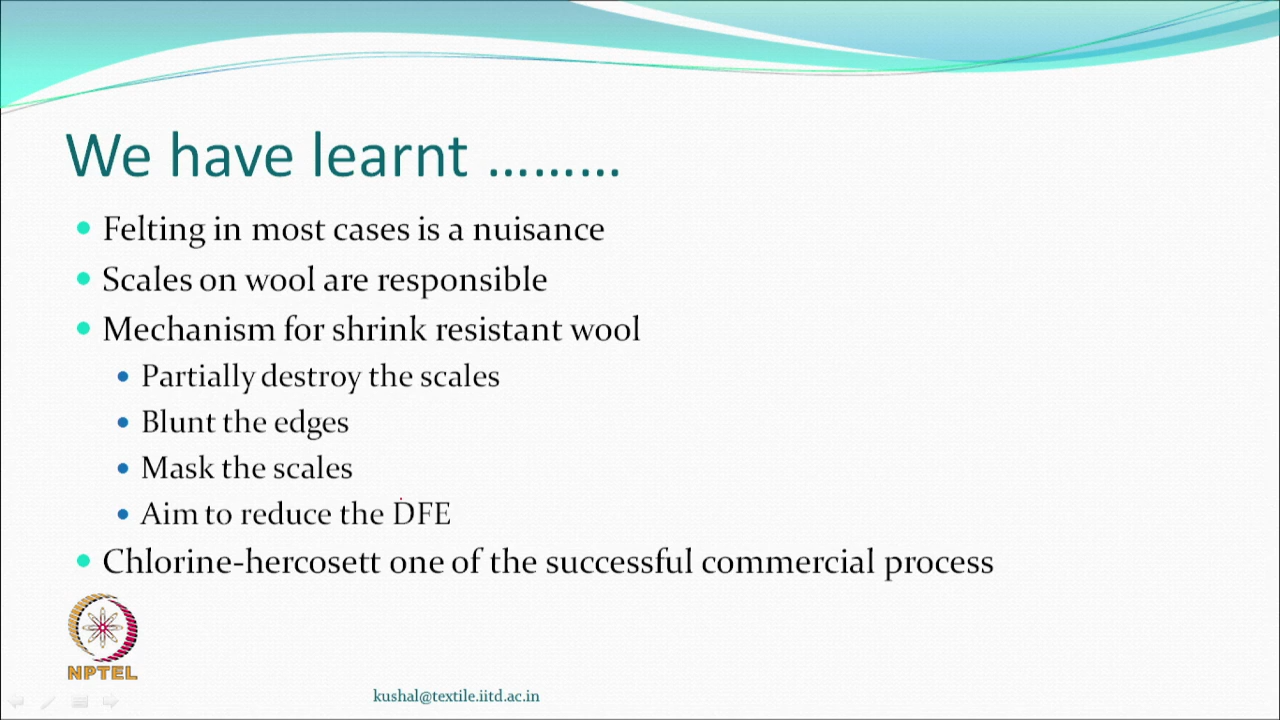 We have learnt .........
Felting in most cases is a nuisance
Scales on wool are responsible
Mechanism for shrink resistant wool
Partially destroy the scales
Blunt the edges
Mask the scales
Aim to reduce the DFE
Chlorine-hercosett one of the successful commercial process
NPTEL
kushal@textile.iitd.ac.in